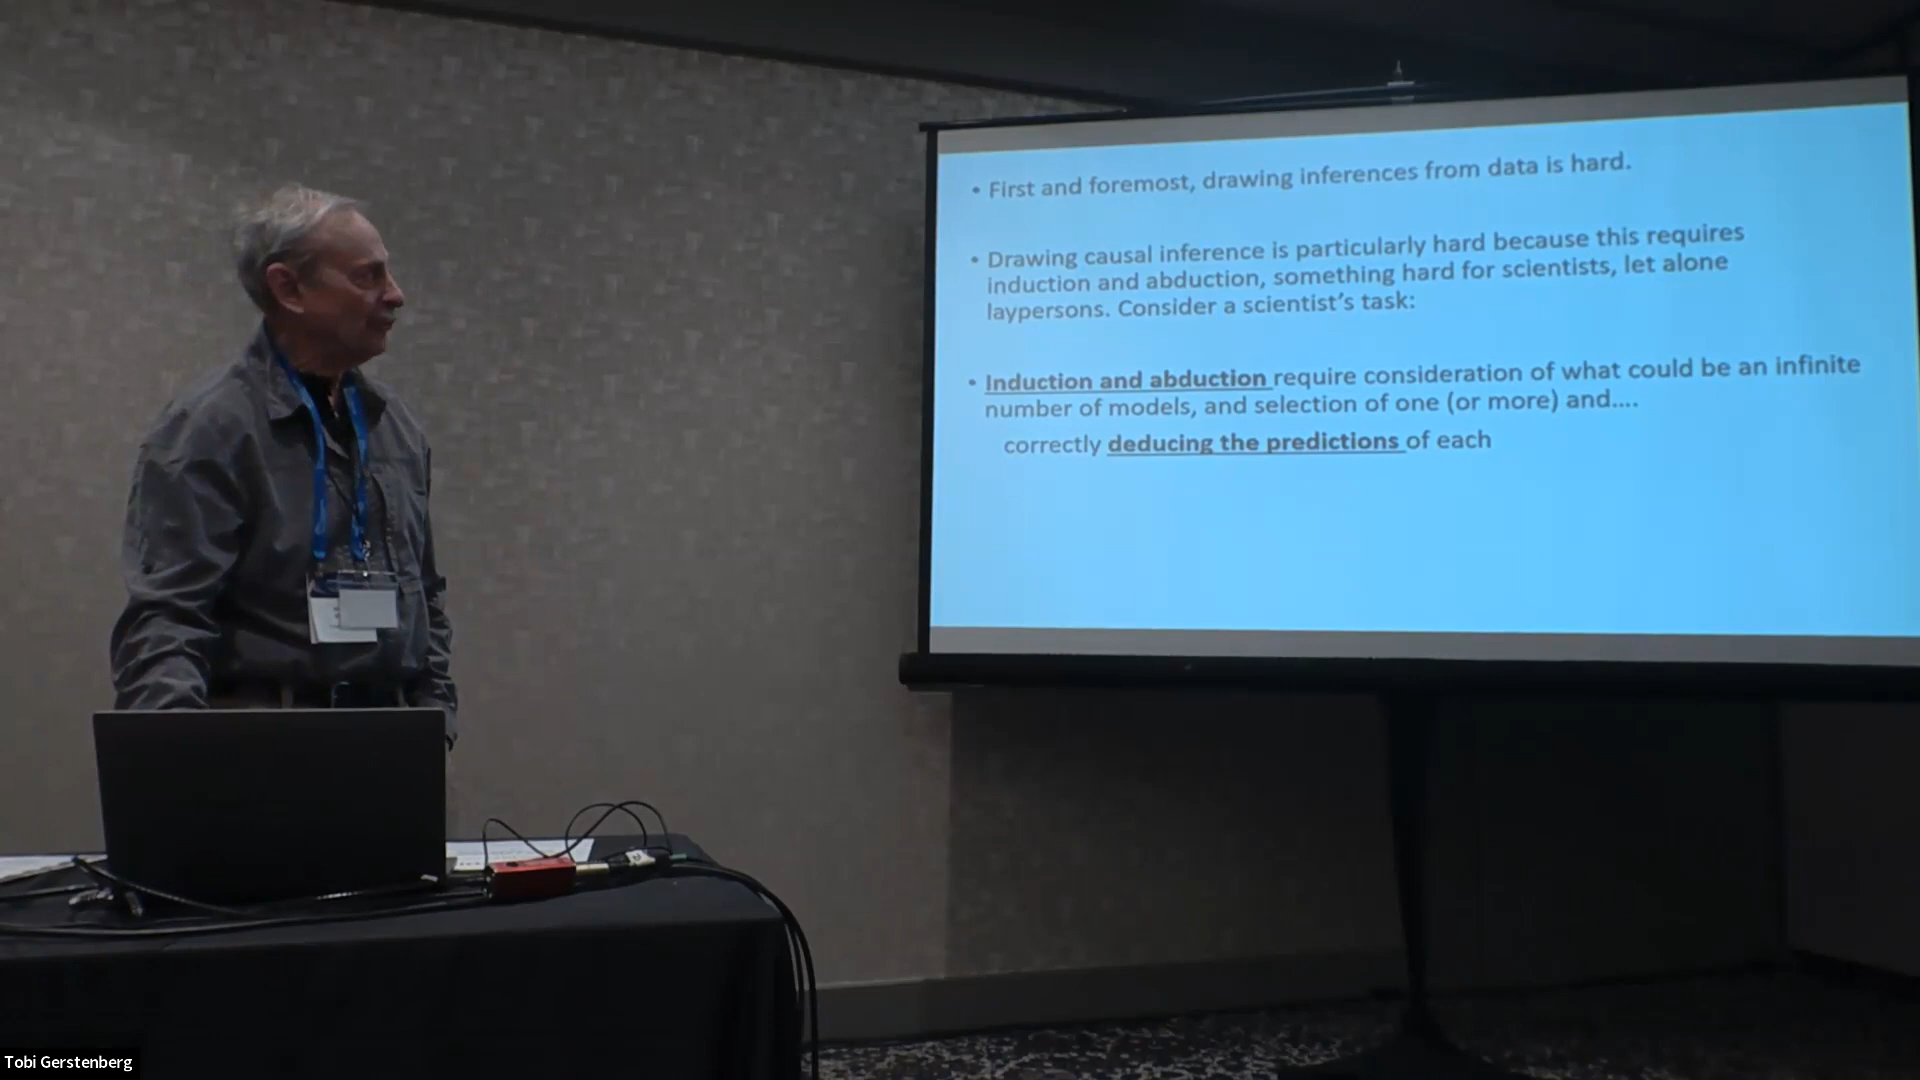 • First and foremost, drawing inferences from data is hard.
• Drawing causal inference is particularly hard because this requires
induction and abduction, something hard for scientists, let alone
laypersons. Consider a scientist's task:
• Induction and abduction require consideration of what could be an infinite
number of models, and selection of one (or more) and....
correctly deducing the predictions of each
Tobi Gerstenberg